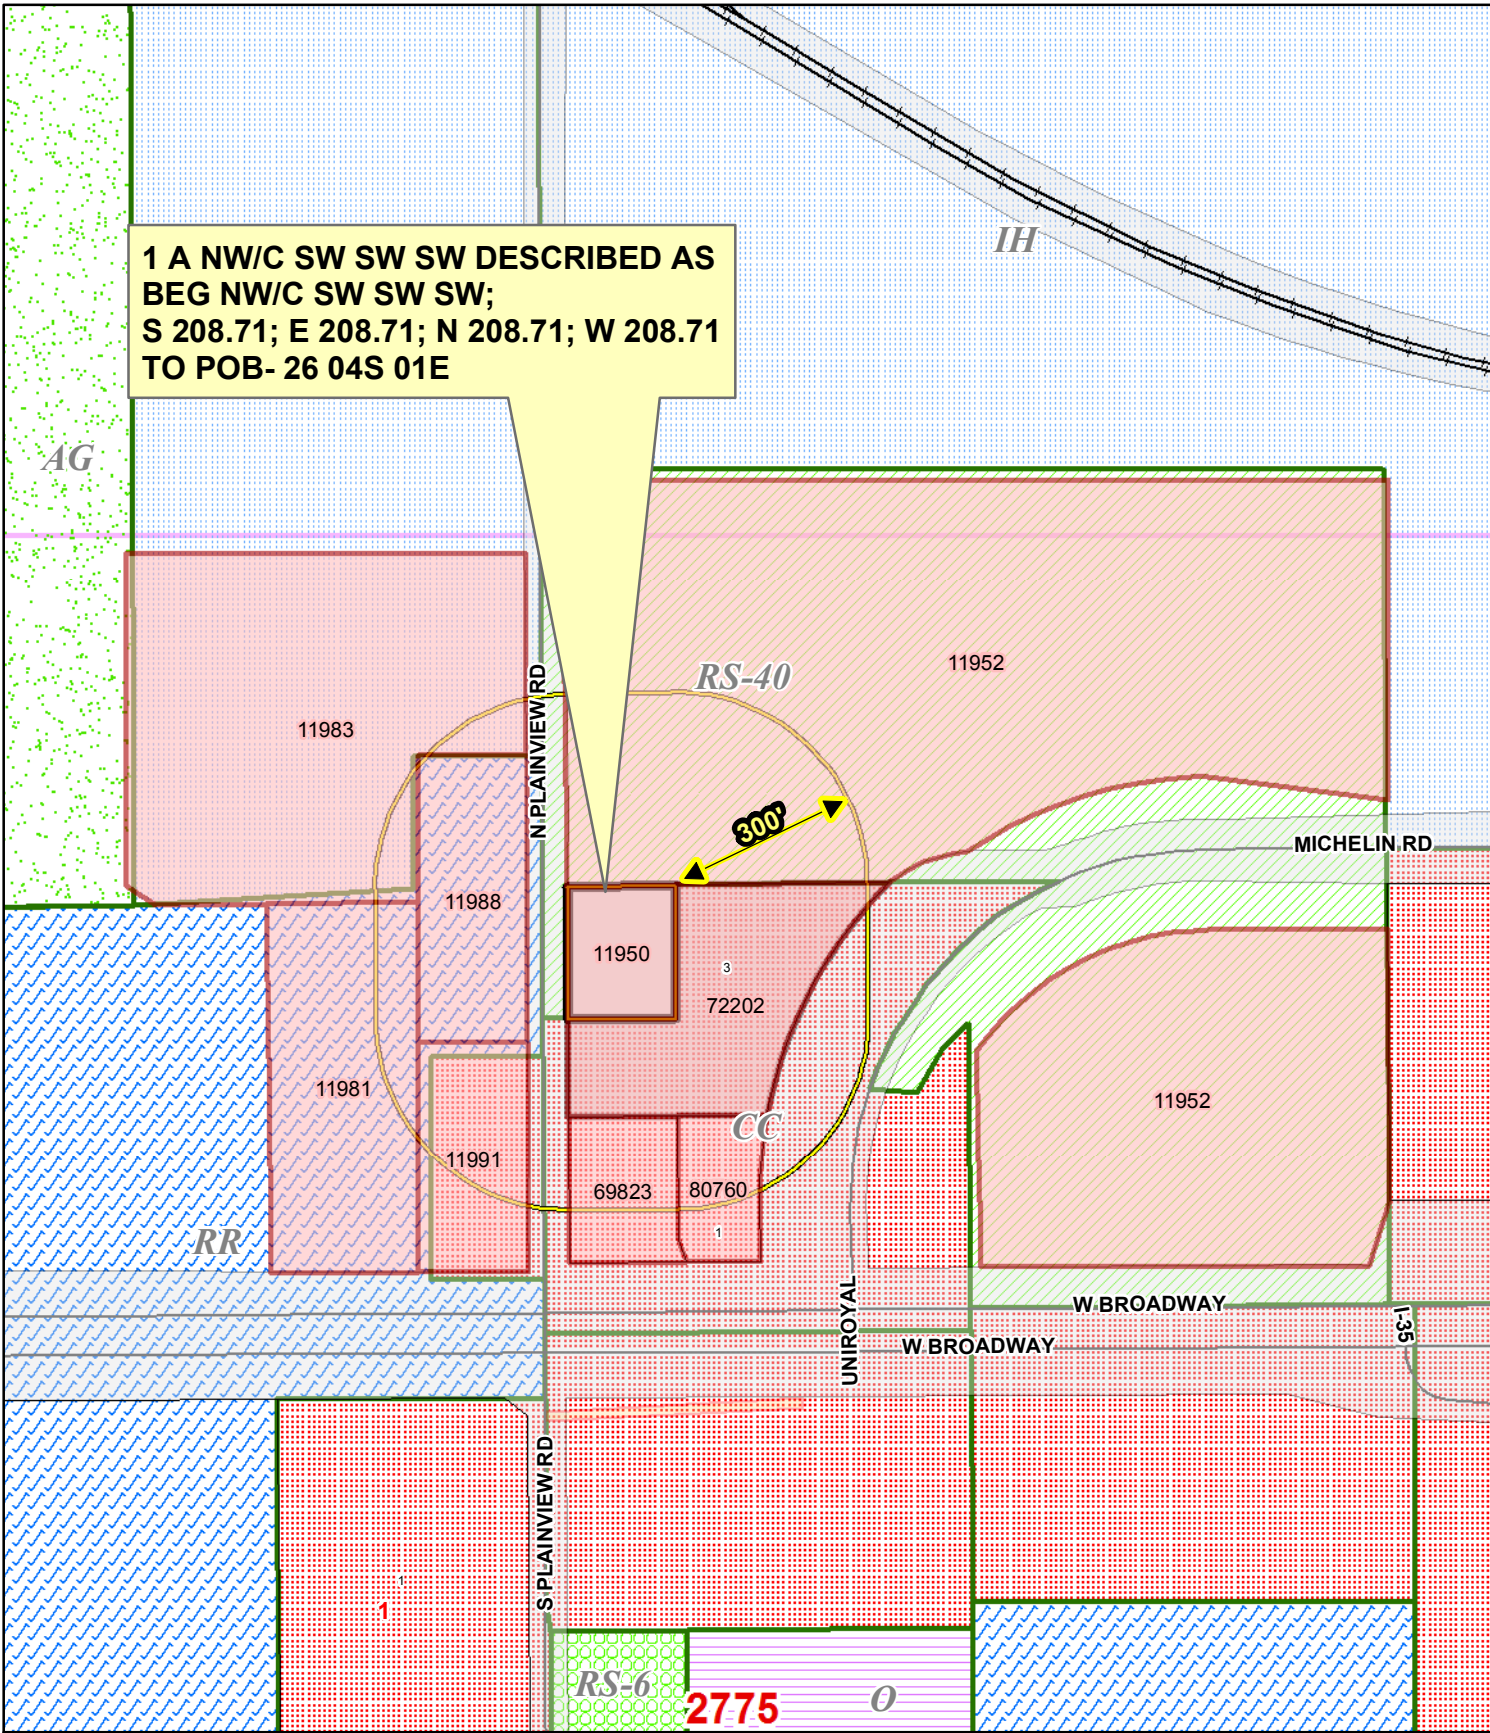 IH
1 A NW/C SW SW SW DESCRIBED AS
BEG NW/C SW SW SW;
S 208.71; E 208.71; N 208.71; W 208.71
TO POB- 26 04S 01E
AG
RS-40
11952
11983
N PLAINVIEW RD
300'
MICHELIN RD
11988
11950
3
72202
11981
11952
CC
11991
69823
80760
1
RR
W BROADWAY
UNIROYAL
W BROADWAY
I-35
S PLAINVIEW RD
1
1
RS-6
2775
O